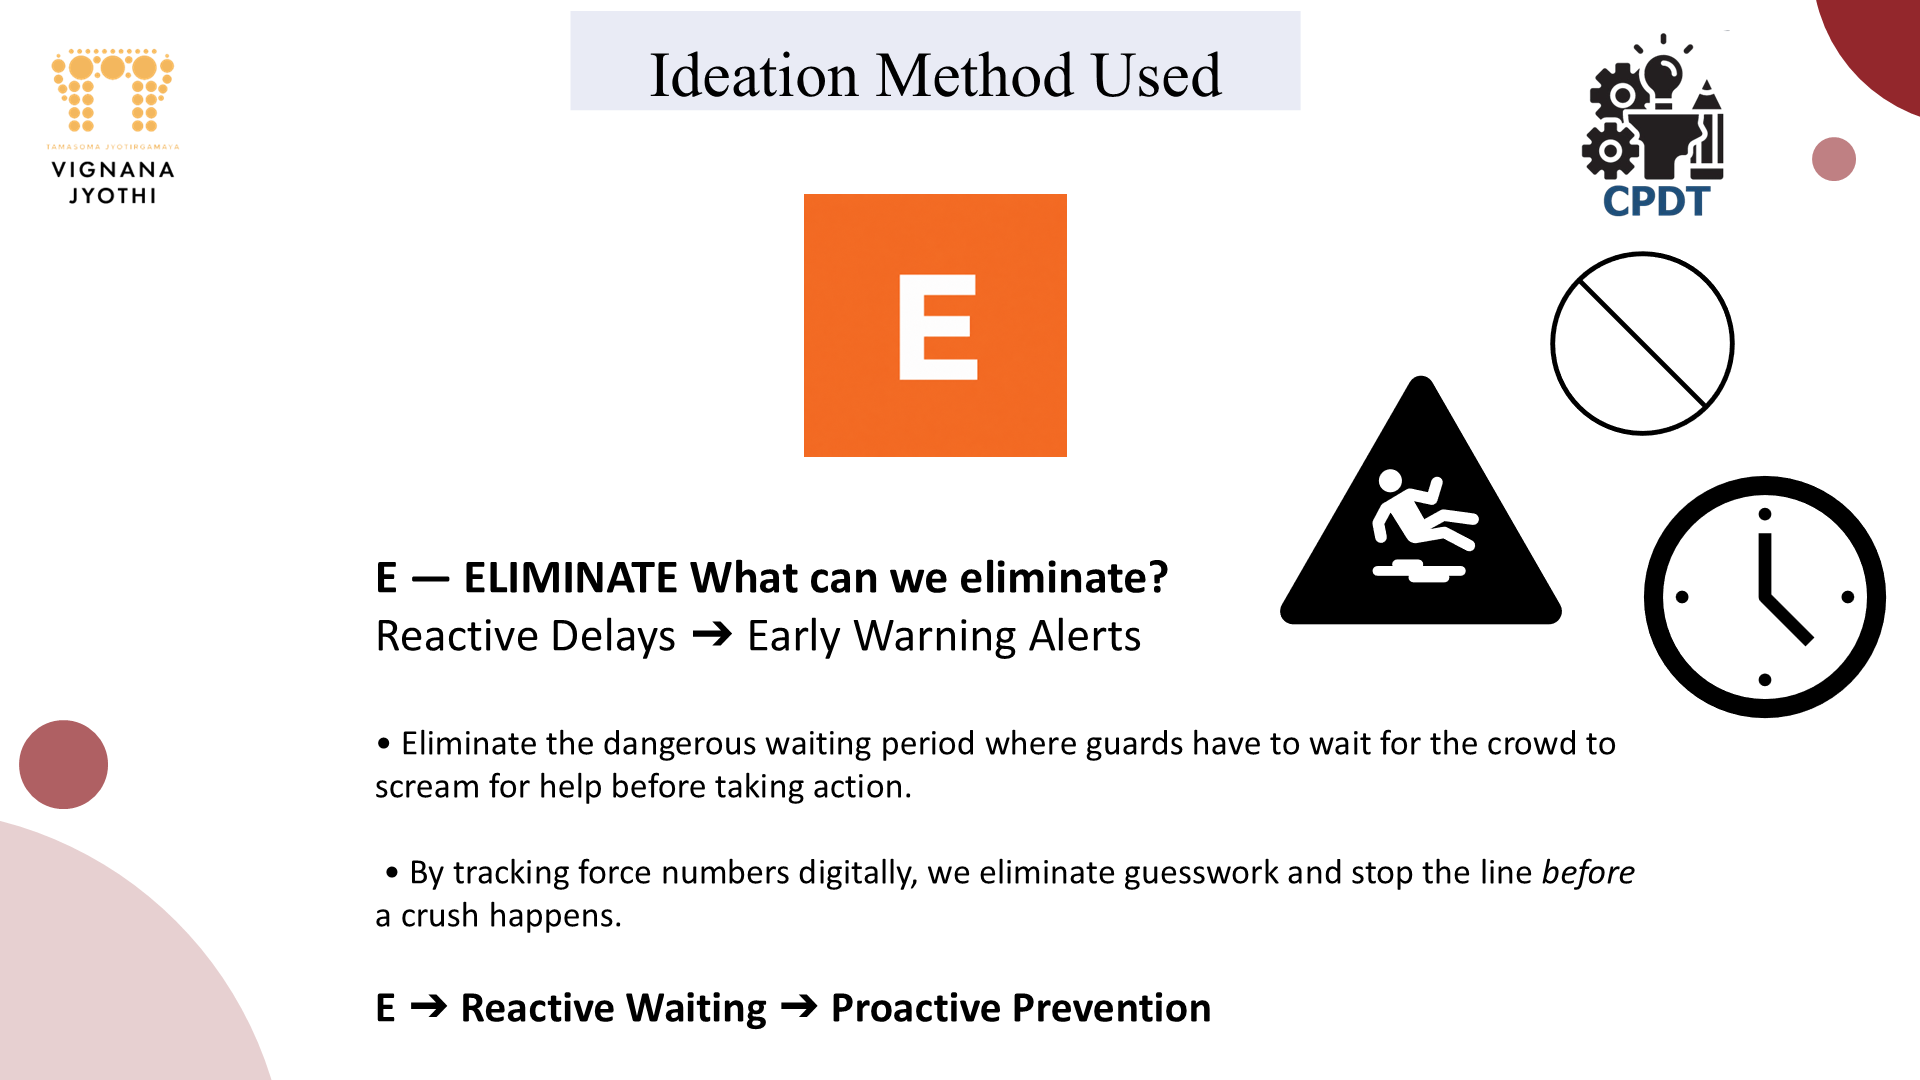 Ideation Method Used
TAMASOMA JYOTIRGAMAYA
VIGNANA
JYOTHI
CPDT
E
E — ELIMINATE What can we eliminate?
Reactive Delays ➔ Early Warning Alerts
• Eliminate the dangerous waiting period where guards have to wait for the crowd to
scream for help before taking action.
• By tracking force numbers digitally, we eliminate guesswork and stop the line before
a crush happens.
E ➔ Reactive Waiting ➔ Proactive Prevention